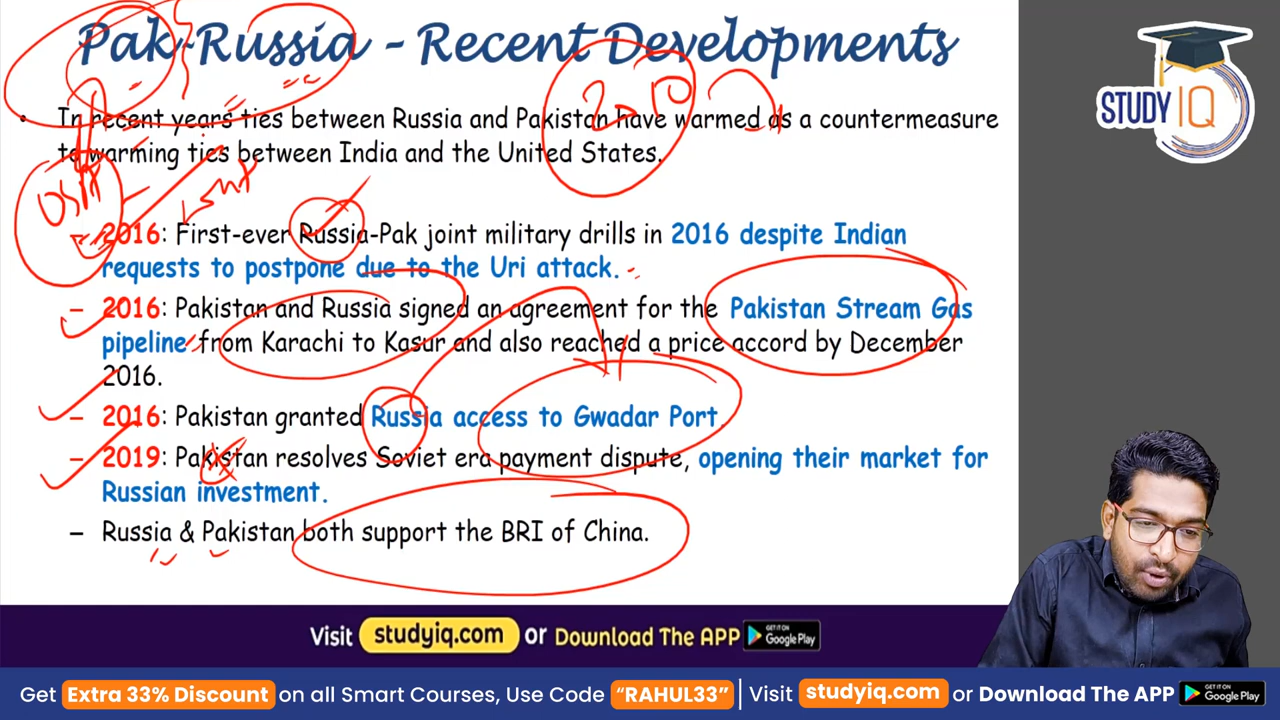 Pak-Russia - Recent Developments
STUDY IQ
2010
• In recent years ties between Russia and Pakistan have warmed as a countermeasure
to warming ties between India and the United States.
USA
– 2016: First-ever Russia-Pak joint military drills in 2016 despite Indian
requests to postpone due to the Uri attack.
– 2016: Pakistan and Russia signed an agreement for the Pakistan Stream Gas
pipeline from Karachi to Kasur and also reached a price accord by December
2016.
– 2016: Pakistan granted Russia access to Gwadar Port.
– 2019: Pakistan resolves Soviet era payment dispute, opening their market for
Russian investment.
– Russia & Pakistan both support the BRI of China.
Visit studyiq.com or Download The APP GET IT ON Google Play
Get Extra 33% Discount on all Smart Courses, Use Code "RAHUL33" | Visit studyiq.com or Download The APP GET IT ON Google Play